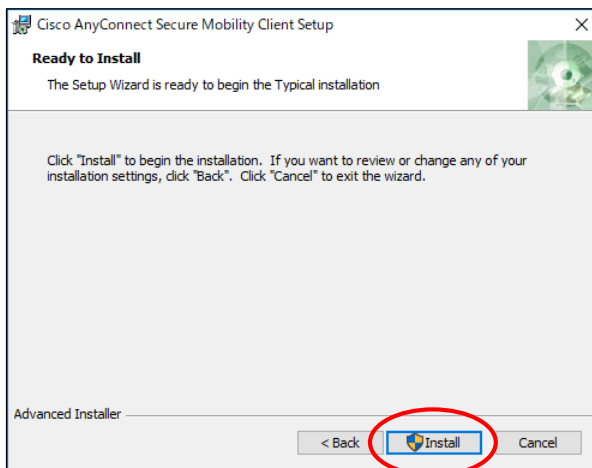 Cisco AnyConnect Secure Mobility Client Setup
Ready to Install
The Setup Wizard is ready to begin the Typical installation
Click "Install" to begin the installation.  If you want to review or change any of your
installation settings, click "Back".  Click "Cancel" to exit the wizard.
Advanced Installer
< Back
Install
Cancel